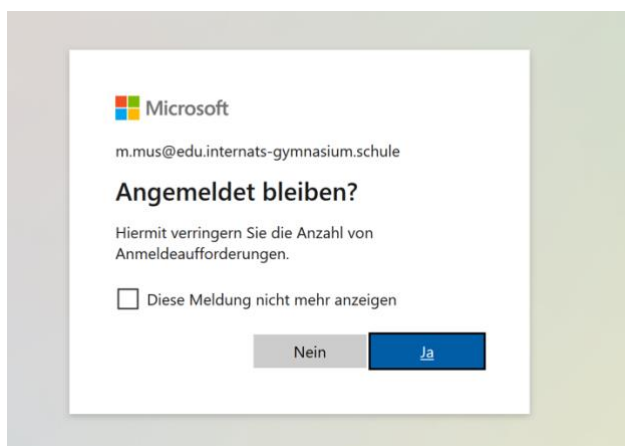 Microsoft
m.mus@edu.internats-gymnasium.schule
Angemeldet bleiben?
Hiermit verringern Sie die Anzahl von
Anmeldeaufforderungen.
Diese Meldung nicht mehr anzeigen
Nein
Ja